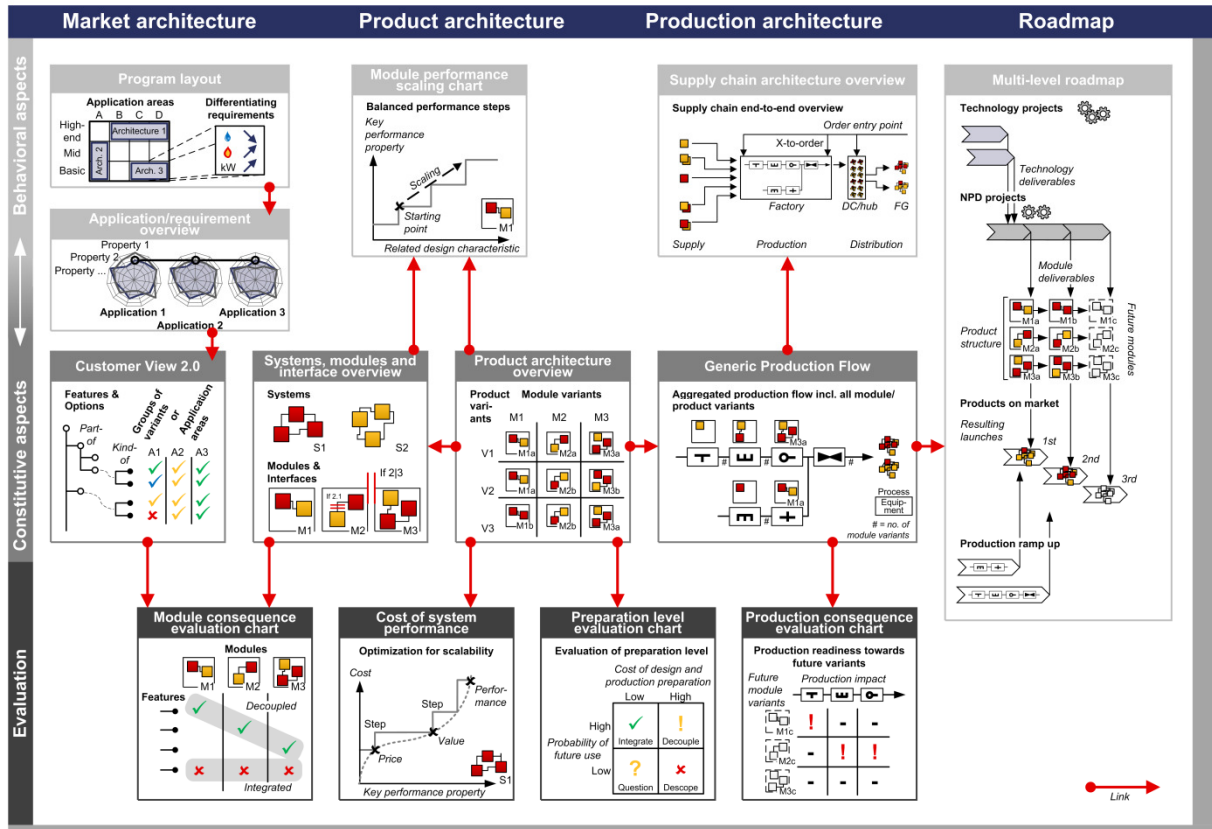 Market architecture
Product architecture
Production architecture
Roadmap
Behavioral aspects
Constitutive aspects
Evaluation
Program layout
Application areas
A B C D
High-
end
Mid
Basic
Architecture 1
Arch. 2
Arch. 3
Differentiating
requirements
kW
Application/requirement
overview
Property 1
Property 2
Property ...
Application 1
Application 2
Application 3
Customer View 2.0
Features &
Options
Part-
of
Kind-
of
Groups of
variants
or
Application
areas
A1 A2 A3
Module performance
scaling chart
Balanced performance steps
Key
performance
property
Scaling
Starting
point
M1
Related design characteristic
Systems, modules and
interface overview
Systems
S1
S2
Modules &
Interfaces
If 2|3
If 2.1
M1
M2
M3
Product architecture
overview
Product
vari-
ants
Module variants
M1 M2 M3
V1
M1a
M2a
M3a
V2
M1a
M2b
M3b
V3
M1b
M2b
M3a
Supply chain architecture overview
Supply chain end-to-end overview
Order entry point
X-to-order
Factory
DC/hub
FG
Supply
Production
Distribution
Generic Production Flow
Aggregated production flow incl. all module/
product variants
M3a
T E
# #
M1a
E
#
Process
Equip-
ment
# = no. of
module variants
Multi-level roadmap
Technology projects
Technology
deliverables
NPD projects
Module
deliverables
Product
structure
M1a
M1b
M1c
M2a
M2b
M2c
M3a
M3b
M3c
Future modules
Products on market
Resulting
launches
1st
2nd
3rd
Production ramp up
Module consequence
evaluation chart
Modules
M1
M2
M3
Features
Decoupled
Integrated
Cost of system
performance
Optimization for scalability
Cost
Step
Step
Perfor-
mance
Value
Price
S1
Key performance property
Preparation level
evaluation chart
Evaluation of preparation level
Cost of design and
production preparation
Low High
High
Probability of
future use
Low
Integrate
! Decouple
? Question
Descope
Production consequence
evaluation chart
Production readiness towards
future variants
Future
module
variants
Production impact
T E
M1c
! - -
M2c
- ! !
M3c
- - -
Link